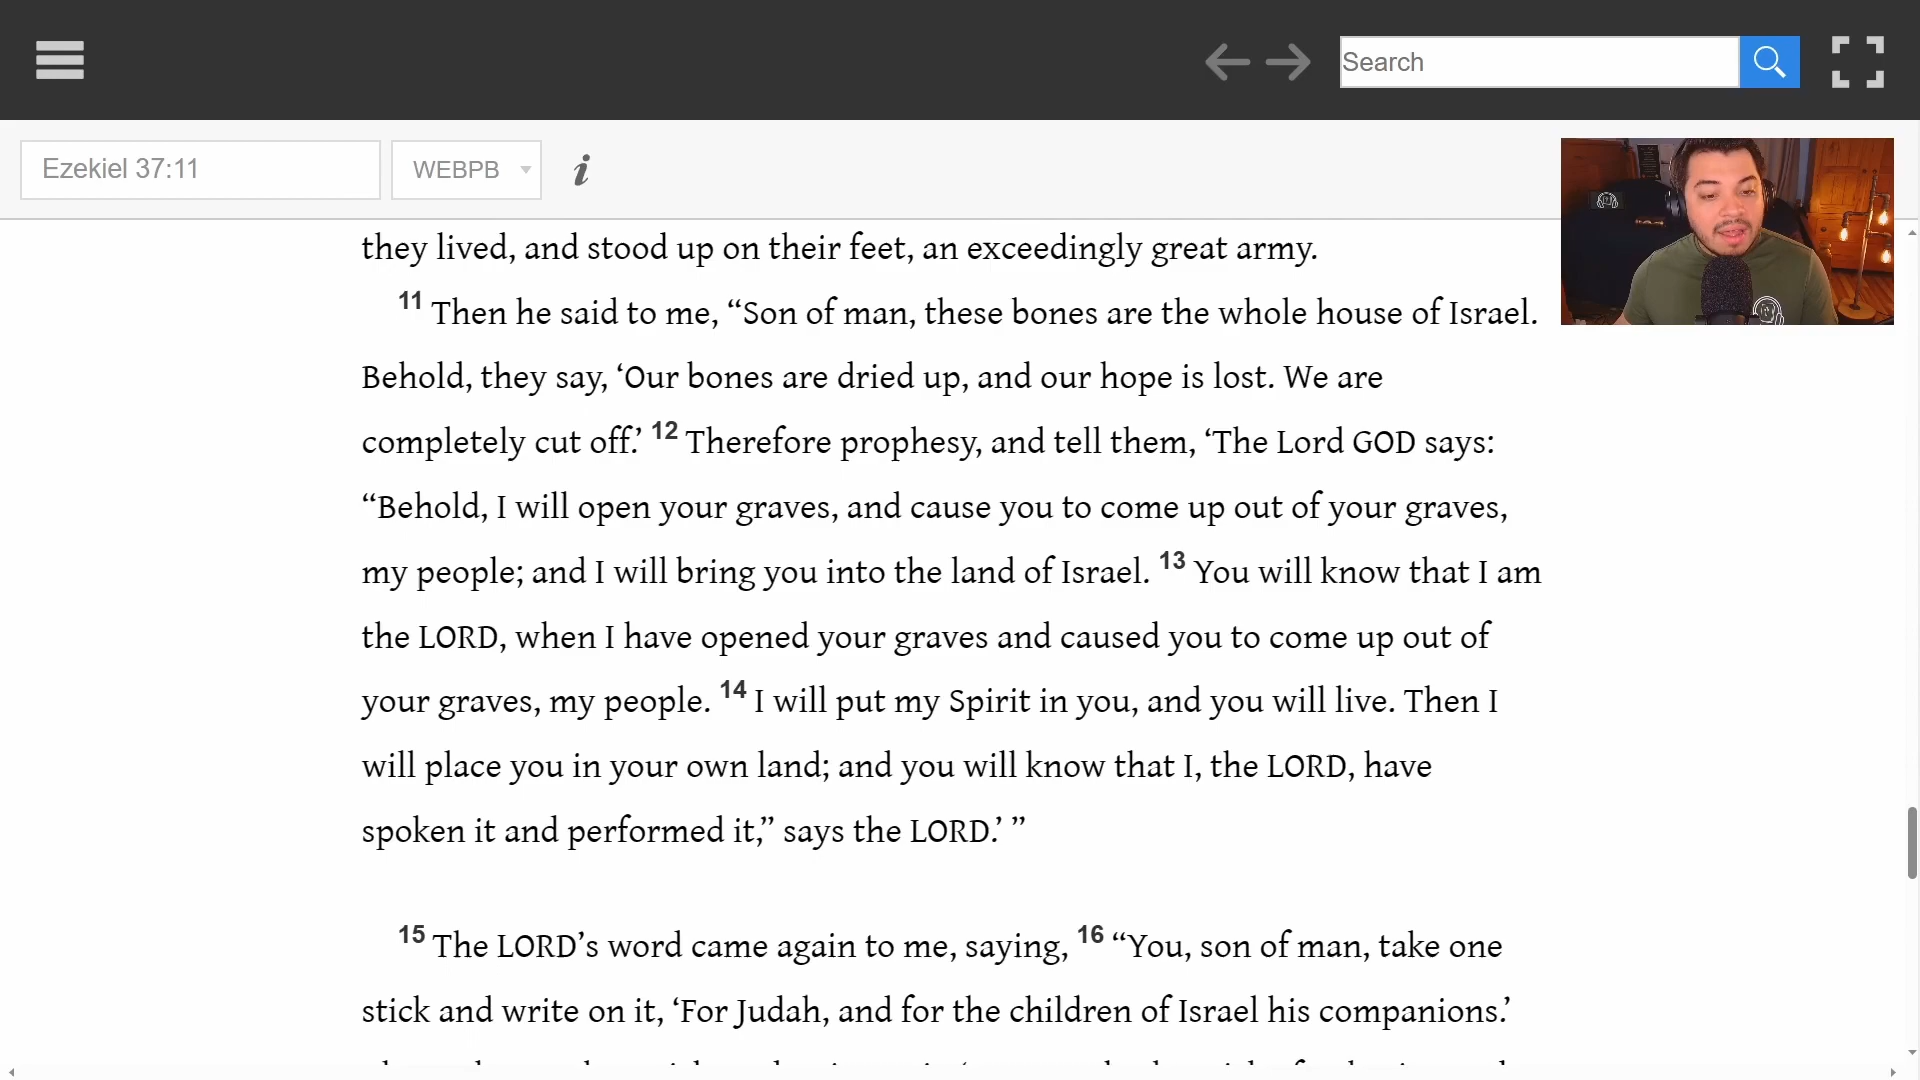 Search
Ezekiel 37:11
WEBPB
i
they lived, and stood up on their feet, an exceedingly great army.
11 Then he said to me, “Son of man, these bones are the whole house of Israel.
Behold, they say, ‘Our bones are dried up, and our hope is lost. We are
completely cut off.’ 12 Therefore prophesy, and tell them, ‘The Lord GOD says:
“Behold, I will open your graves, and cause you to come up out of your graves,
my people; and I will bring you into the land of Israel. 13 You will know that I am
the LORD, when I have opened your graves and caused you to come up out of
your graves, my people. 14 I will put my Spirit in you, and you will live. Then I
will place you in your own land; and you will know that I, the LORD, have
spoken it and performed it,” says the LORD.’ ”
15 The LORD’s word came again to me, saying, 16 “You, son of man, take one
stick and write on it, ‘For Judah, and for the children of Israel his companions.’